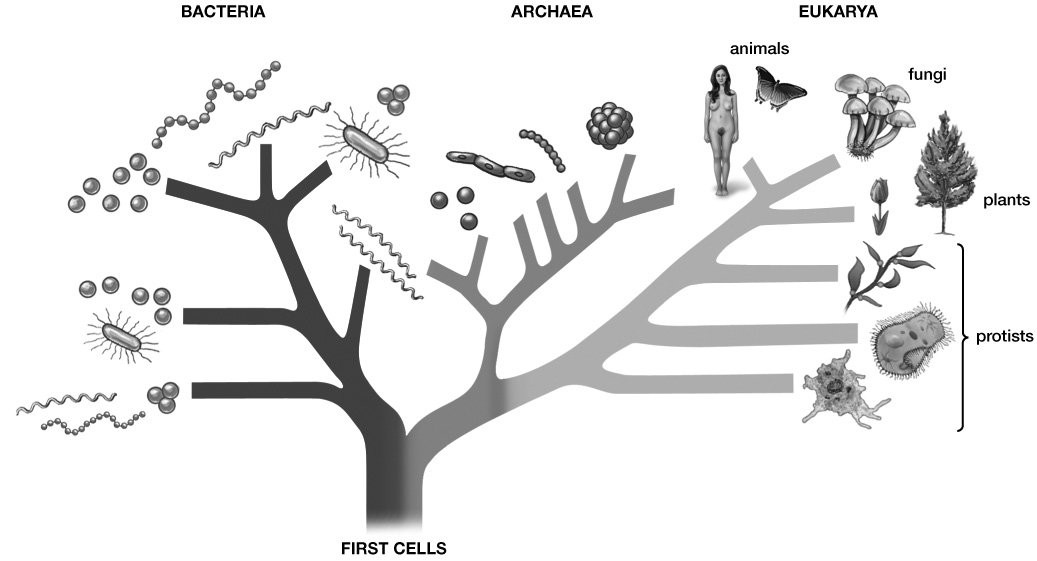 BACTERIA
ARCHAEA
EUKARYA
animals
fungi
plants
protists
FIRST CELLS